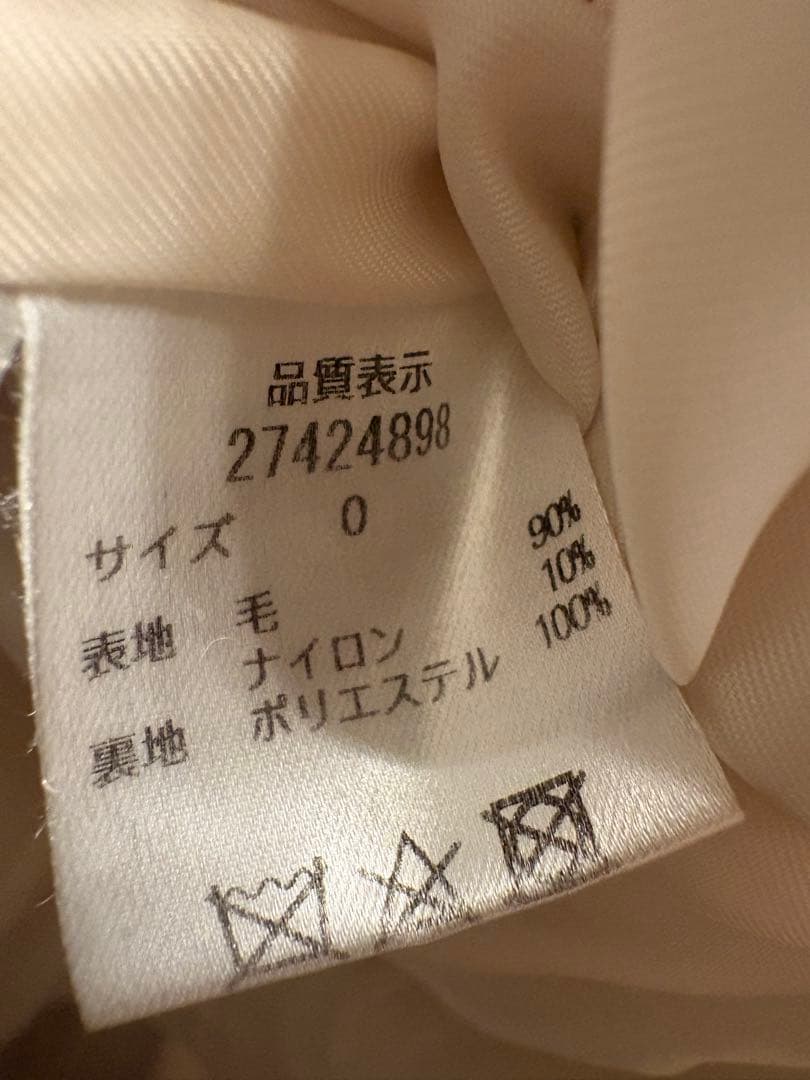 品質表示
27424898
サイズ 0
表地 毛 90%
ナイロン 10%
裏地 ポリエステル 100%